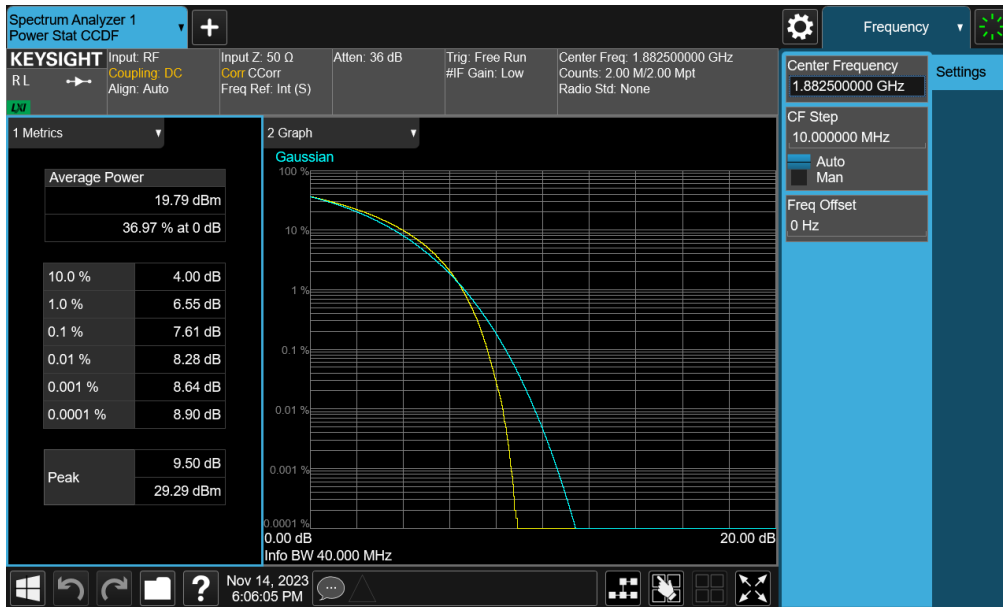 Spectrum Analyzer 1
Power Stat CCDF
Frequency
KEYSIGHT
R L
LXI
Input: RF
Coupling: DC
Align: Auto
Input Z: 50 Ω
Corr CCorr
Freq Ref: Int (S)
Atten: 36 dB
Trig: Free Run
#IF Gain: Low
Center Freq: 1.882500000 GHz
Counts: 2.00 M/2.00 Mpt
Radio Std: None
Center Frequency
1.882500000 GHz
Settings
CF Step
10.000000 MHz
Auto
Man
Freq Offset
0 Hz
1 Metrics
Average Power
19.79 dBm
36.97 % at 0 dB
10.0 % 4.00 dB
1.0 % 6.55 dB
0.1 % 7.61 dB
0.01 % 8.28 dB
0.001 % 8.64 dB
0.0001 % 8.90 dB
Peak
9.50 dB
29.29 dBm
2 Graph
Gaussian
100 %
10 %
1 %
0.1 %
0.01 %
0.001 %
0.0001 %
0.00 dB 20.00 dB
Info BW 40.000 MHz
?
Nov 14, 2023
6:06:05 PM